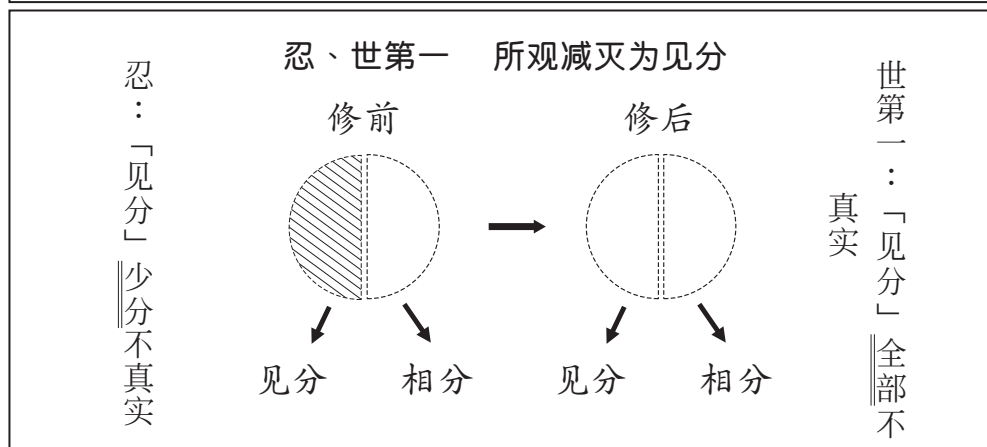 忍、世第一　所观减灭为见分
世第一：「见分」全部不
真实
修前　修后
见分　相分　见分　相分
忍：「见分」少分不真实